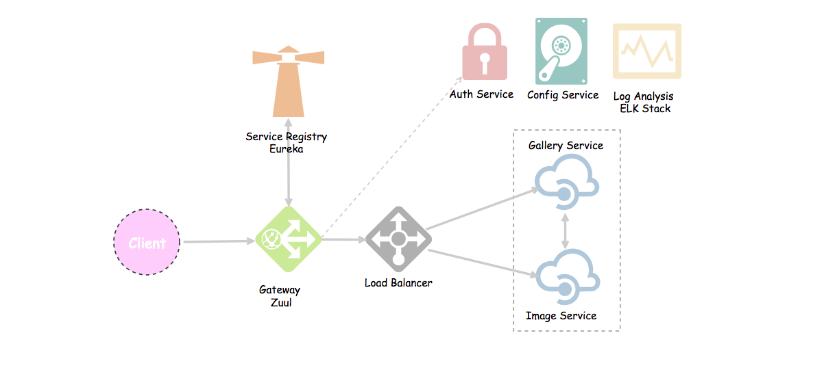 Auth Service
Config Service
Log Analysis
ELK Stack
Service Registry
Eureka
Gallery Service
Client
Gateway
Zuul
Load Balancer
Image Service